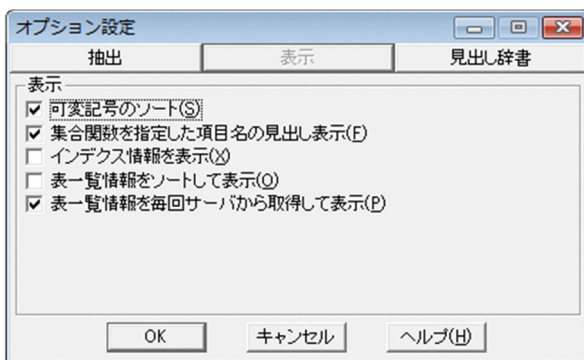 オプション設定
抽出
表示
見出し辞書
表示
可変記号のソート(S)
集合関数を指定した項目名の見出し表示(F)
インデクス情報を表示(X)
表一覧情報をソートして表示(O)
表一覧情報を毎回サーバから取得して表示(P)
OK
キャンセル
ヘルプ(H)